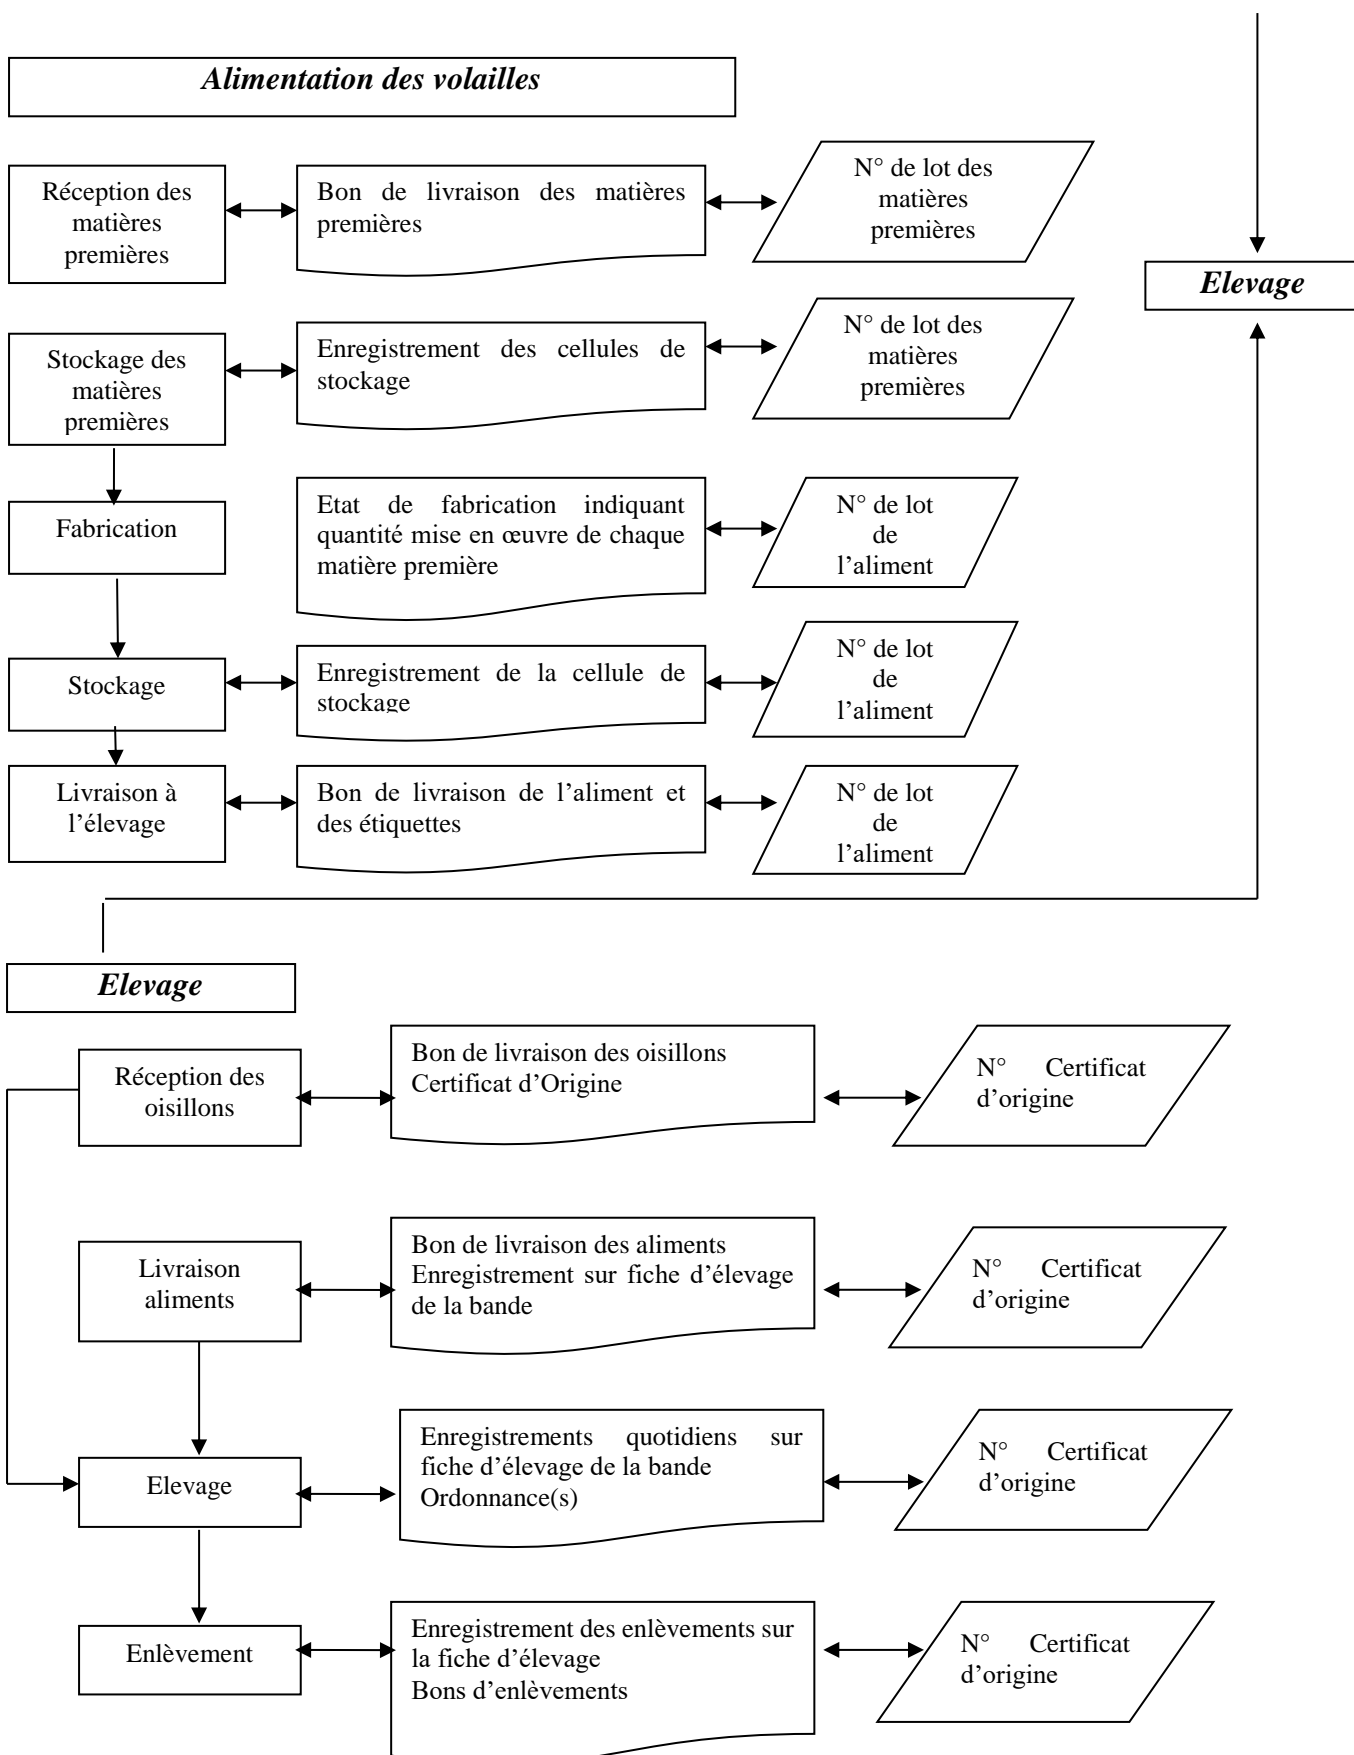 Alimentation des volailles
Réception des
matières
premières
Bon de livraison des matières
premières
N° de lot des
matières
premières
Elevage
Stockage des
matières
premières
Enregistrement des cellules de
stockage
N° de lot des
matières
premières
Fabrication
Etat de fabrication indiquant
quantité mise en œuvre de chaque
matière première
N° de lot
de
l’aliment
Stockage
Enregistrement de la cellule de
stockage
N° de lot
de
l’aliment
Livraison à
l’élevage
Bon de livraison de l’aliment et
des étiquettes
N° de lot
de
l’aliment
Elevage
Réception des
oisillons
Bon de livraison des oisillons
Certificat d’Origine
N° Certificat
d’origine
Livraison
aliments
Bon de livraison des aliments
Enregistrement sur fiche d’élevage
de la bande
N° Certificat
d’origine
Elevage
Enregistrements quotidiens sur
fiche d’élevage de la bande
Ordonnance(s)
N° Certificat
d’origine
Enlèvement
Enregistrement des enlèvements sur
la fiche d’élevage
Bons d’enlèvements
N° Certificat
d’origine